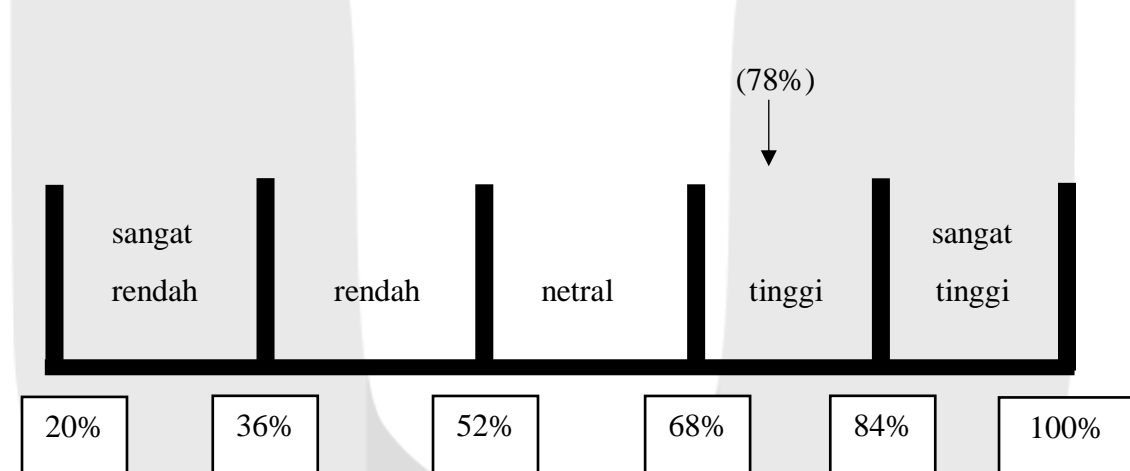 (78%)
sangat
rendah
rendah
netral
tinggi
sangat
tinggi
20%
36%
52%
68%
84%
100%